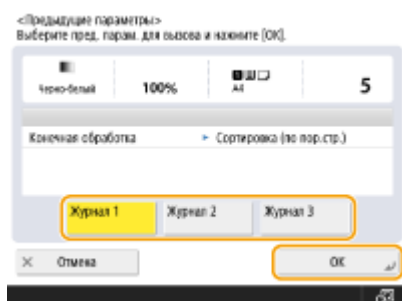 <Предыдущие параметры>
Выберите пред. парам. для вызова и нажмите [OK].
Черно-белый 100% A4 5
Конечная обработка ▸ Сортировка (по пор.стр.)
Журнал 1 Журнал 2 Журнал 3
× Отмена OK